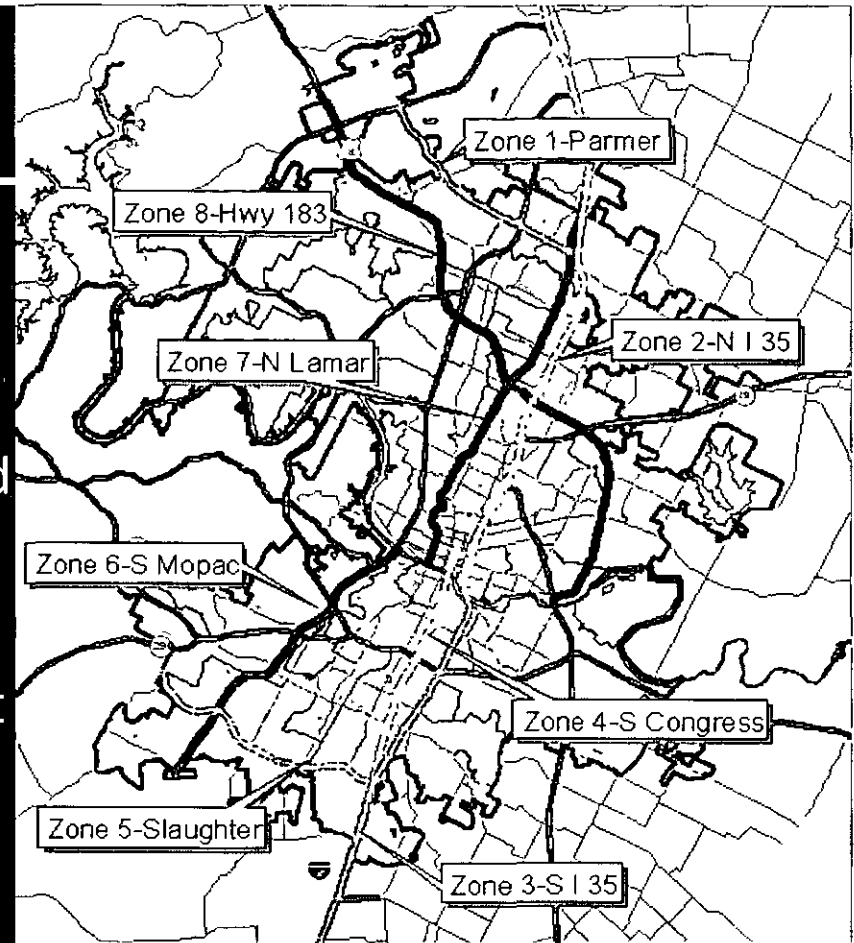 Zone 1-Parmer
Zone 8-Hwy 183
Zone 2-N I 35
Zone 7-N Lamar
d
Zone 6-S Mopac
Zone 4-S Congress
Zone 5-Slaughter
Zone 3-S I 35